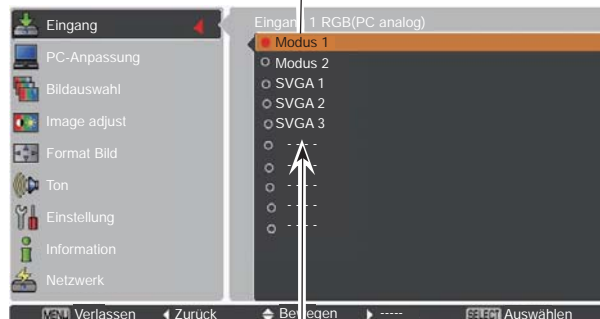 Eingang
PC-Anpassung
Bildauswahl
Image adjust
Format Bild
Ton
Einstellung
Information
Netzwerk
Eingang 1 RGB(PC analog)
Modus 1
Modus 2
SVGA 1
SVGA 2
SVGA 3
- - - -
- - - -
- - - -
- - - -
- - - -
MENU Verlassen Zurück Bewegen ----- SELECT Auswählen